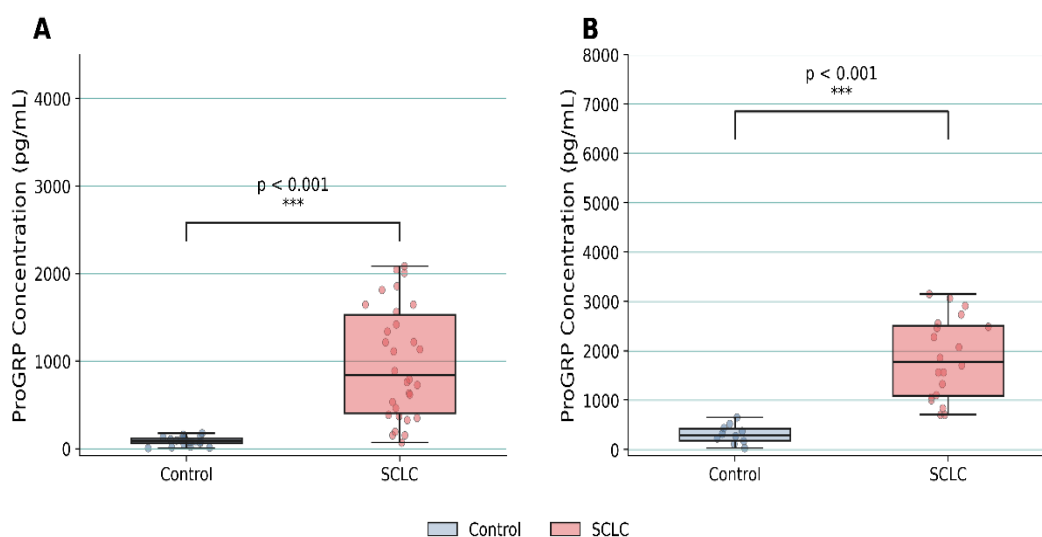 A
ProGRP Concentration (pg/mL)
4000
3000
2000
1000
0
p < 0.001
***
Control
SCLC
B
ProGRP Concentration (pg/mL)
8000
7000
6000
5000
4000
3000
2000
1000
0
p < 0.001
***
Control
SCLC
Control
SCLC